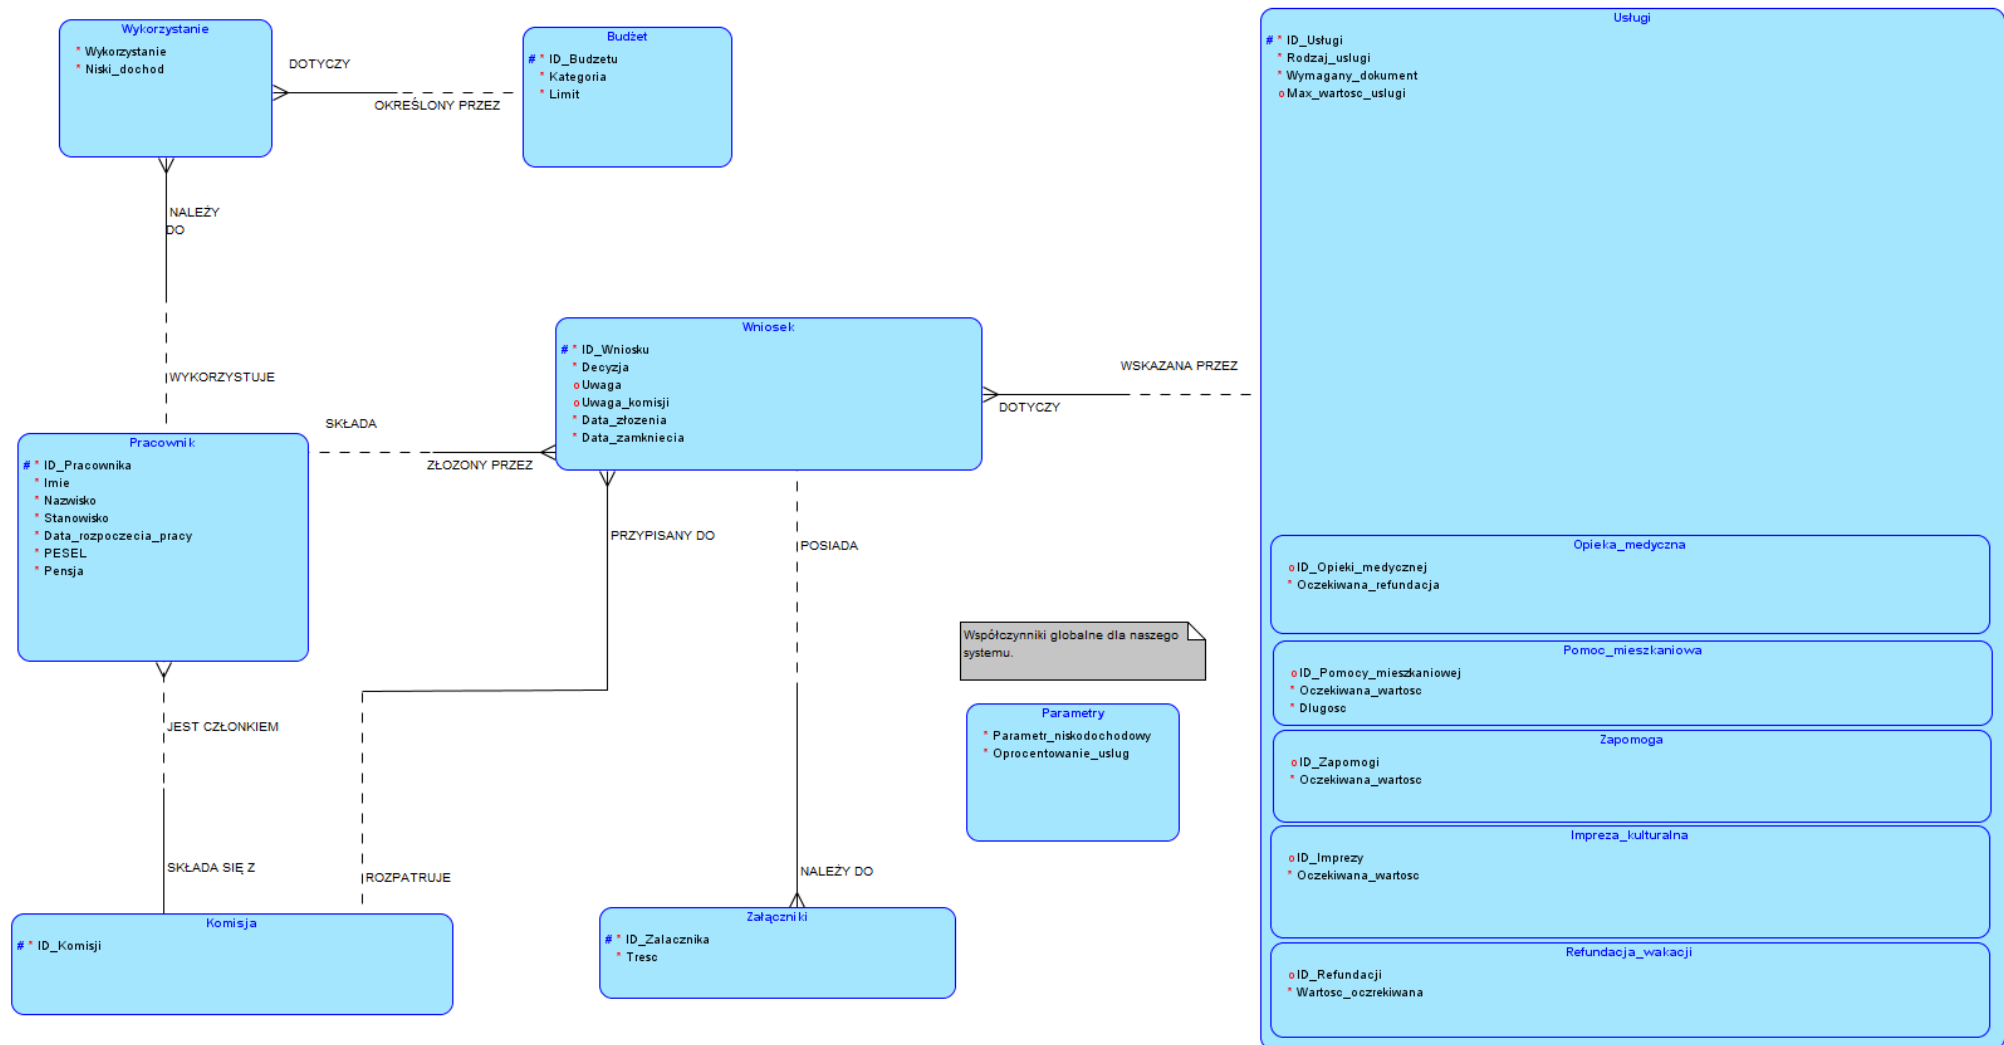 Wykorzystanie
* Wykorzystanie
* Niski_dochod
DOTYCZY
OKREŚLONY PRZEZ
Budżet
# * ID_Budzetu
* Kategoria
* Limit
Usługi
# * ID_Usługi
* Rodzaj_uslugi
* Wymagany_dokument
o Max_wartosc_uslugi
NALEŻY
DO
WYKORZYSTUJE
Wniosek
# * ID_Wniosku
* Decyzja
o Uwaga
o Uwaga_komisji
* Data_złozenia
* Data_zamkniecia
WSKAZANA PRZEZ
DOTYCZY
SKŁADA
ZŁOZONY PRZEZ
Pracownik
# * ID_Pracownika
* Imie
* Nazwisko
* Stanowisko
* Data_rozpoczecia_pracy
* PESEL
* Pensja
PRZYPISANY DO
POSIADA
Opieka_medyczna
o ID_Opieki_medycznej
* Oczekiwana_refundacja
Współczynniki globalne dla naszego
systemu.
Pomoc_mieszkaniowa
o ID_Pomocy_mieszkaniowej
* Oczekiwana_wartosc
* Dlugosc
Parametry
* Parametr_niskodochodowy
* Oprocentowanie_uslug
JEST CZŁONKIEM
Zapomoga
o ID_Zapomogi
* Oczekiwana_wartosc
Impreza_kulturalna
o ID_Imprezy
* Oczekiwana_wartosc
SKŁADA SIĘ Z
ROZPATRUJE
NALEŻY DO
Komisja
# * ID_Komisji
Załączniki
# * ID_Zalacznika
* Tresc
Refundacja_wakacji
o ID_Refundacji
* Wartosc_oczrekiwana